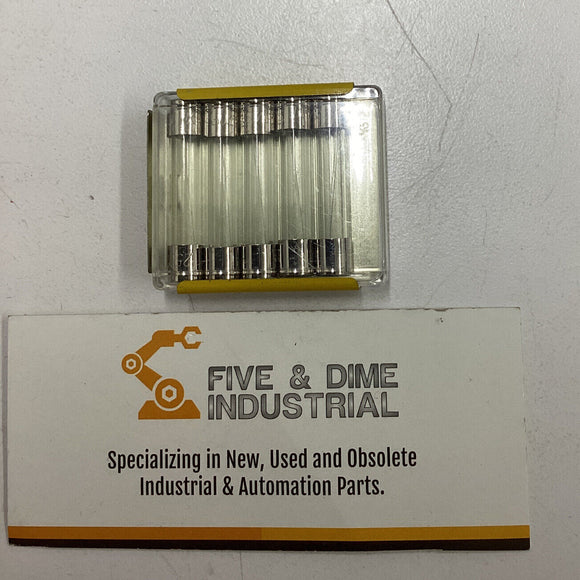 FIVE & DIME
INDUSTRIAL
Specializing in New, Used and Obsolete
Industrial & Automation Parts.